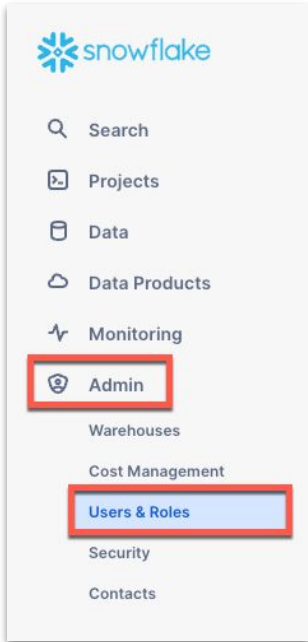 snowflake
Search
Projects
Data
Data Products
Monitoring
Admin
Warehouses
Cost Management
Users & Roles
Security
Contacts